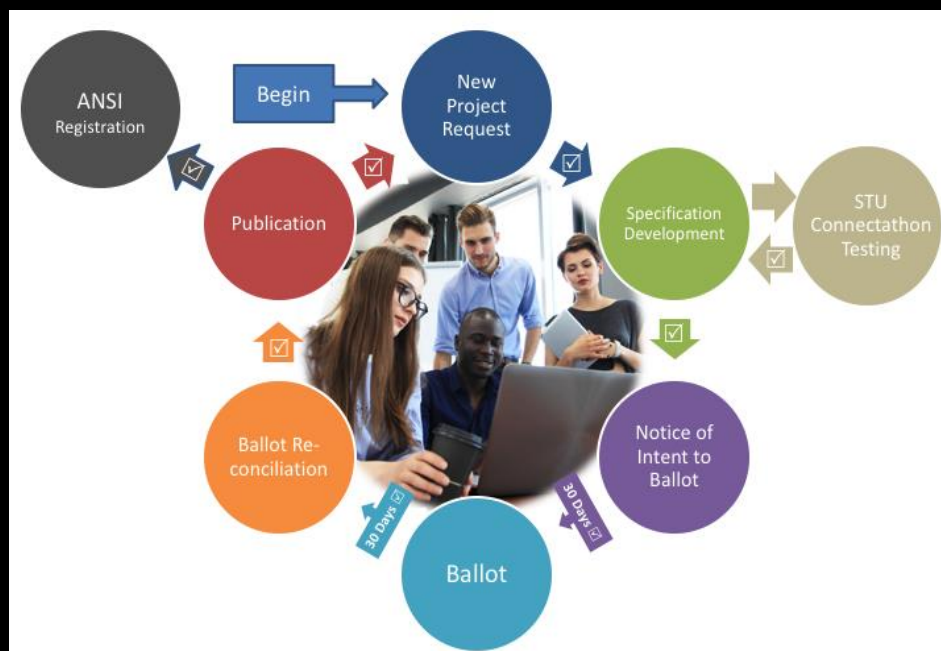 ANSI
Registration
Begin
New
Project
Request
Publication
Specification
Development
STU
Connectathon
Testing
Ballot Re-
conciliation
Notice of
Intent to
Ballot
30 Days ☑
30 Days ☑
Ballot